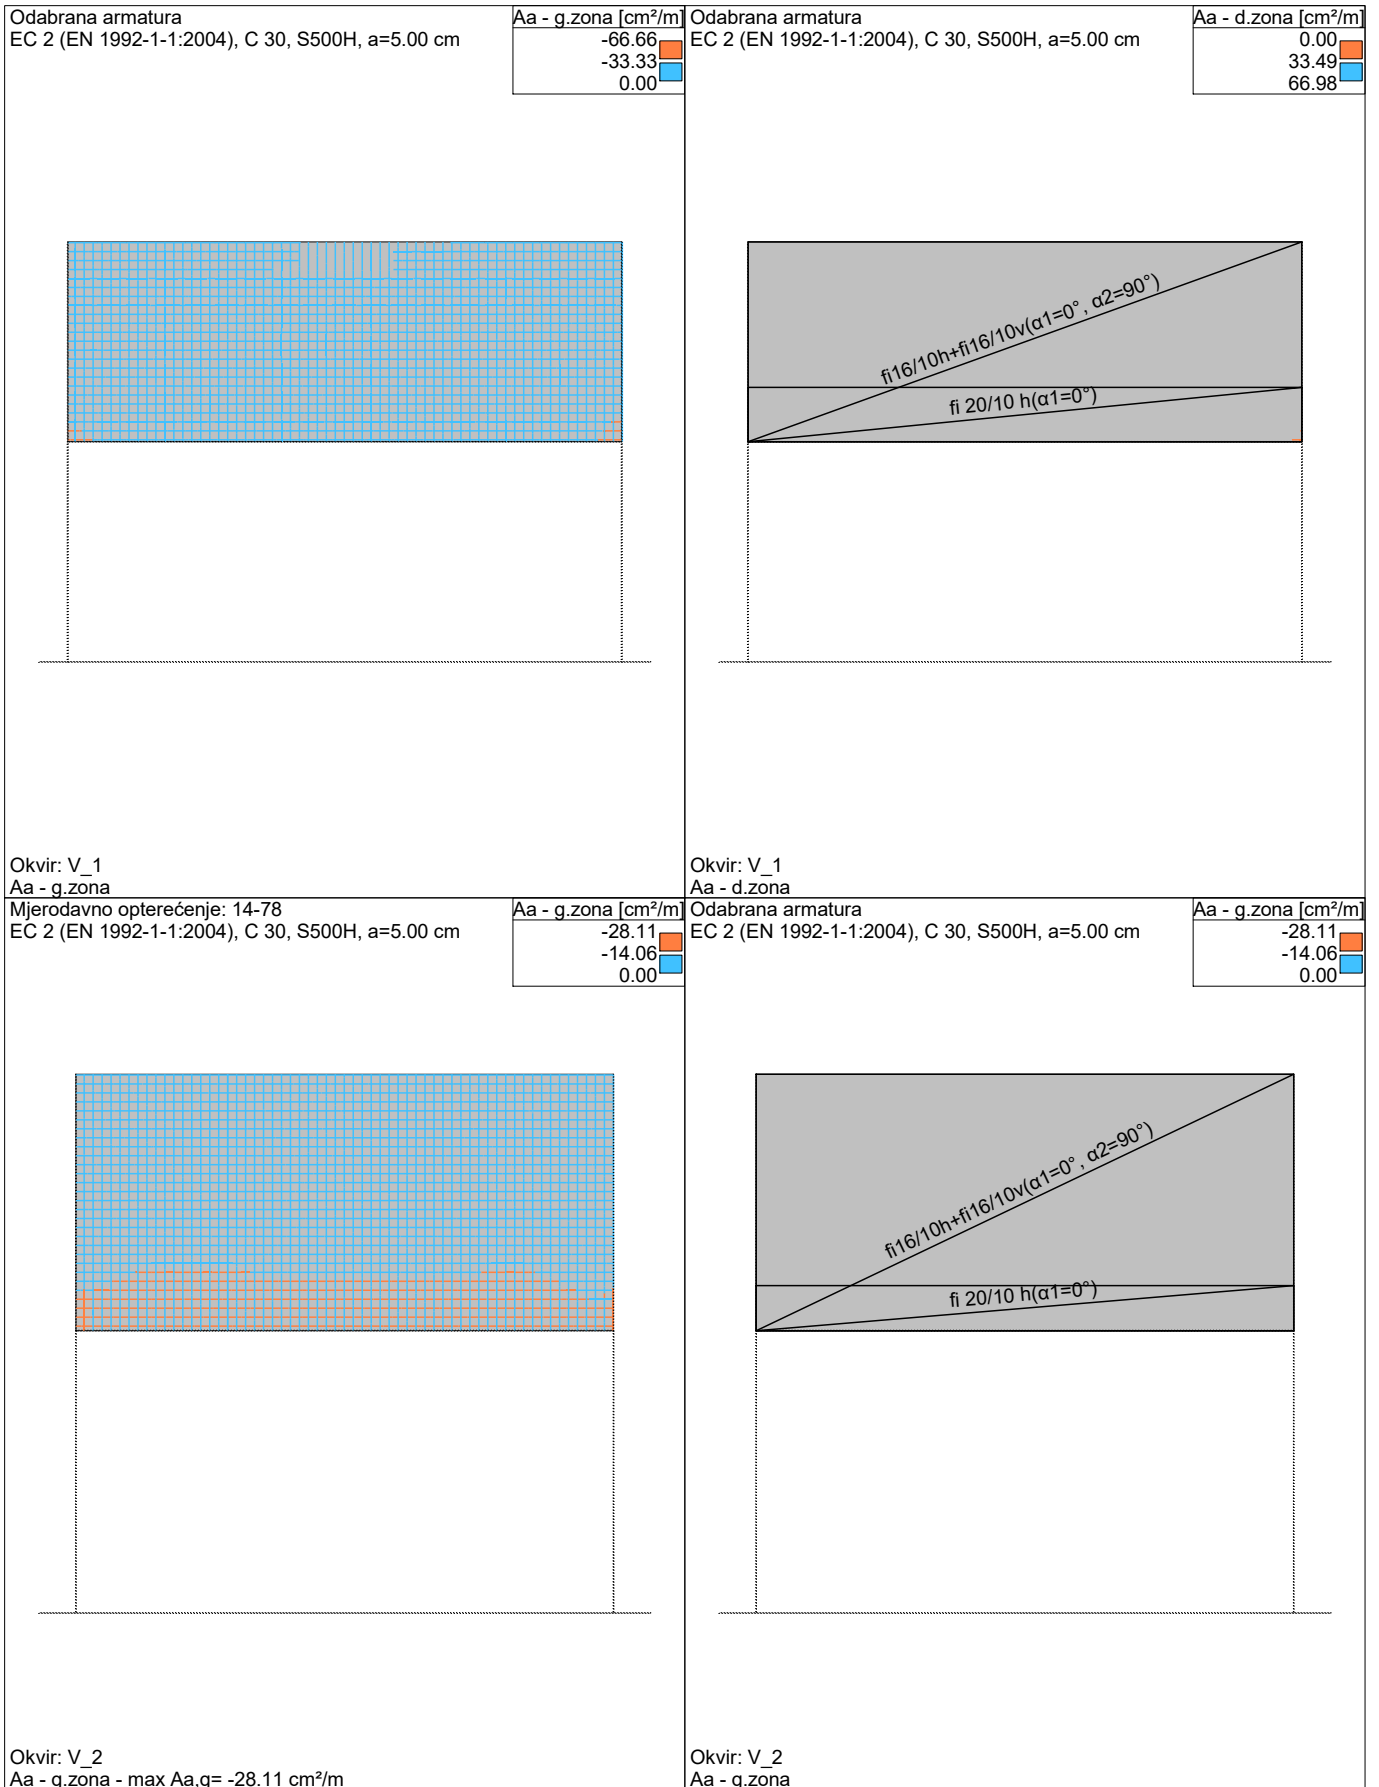 Odabrana armatura
EC 2 (EN 1992-1-1:2004), C 30, S500H, a=5.00 cm
Aa - g.zona [cm²/m]
-66.66
-33.33
0.00
Okvir: V_1
Aa - g.zona
Odabrana armatura
EC 2 (EN 1992-1-1:2004), C 30, S500H, a=5.00 cm
Aa - d.zona [cm²/m]
0.00
33.49
66.98
fi16/10h+fi16/10v(α1=0°, α2=90°)
fi 20/10 h(α1=0°)
Okvir: V_1
Aa - d.zona
Mjerodavno opterećenje: 14-78
EC 2 (EN 1992-1-1:2004), C 30, S500H, a=5.00 cm
Aa - g.zona [cm²/m]
-28.11
-14.06
0.00
Okvir: V_2
Aa - g.zona - max Aa,g= -28.11 cm²/m
Odabrana armatura
EC 2 (EN 1992-1-1:2004), C 30, S500H, a=5.00 cm
Aa - g.zona [cm²/m]
-28.11
-14.06
0.00
fi16/10h+fi16/10v(α1=0°, α2=90°)
fi 20/10 h(α1=0°)
Okvir: V_2
Aa - g.zona